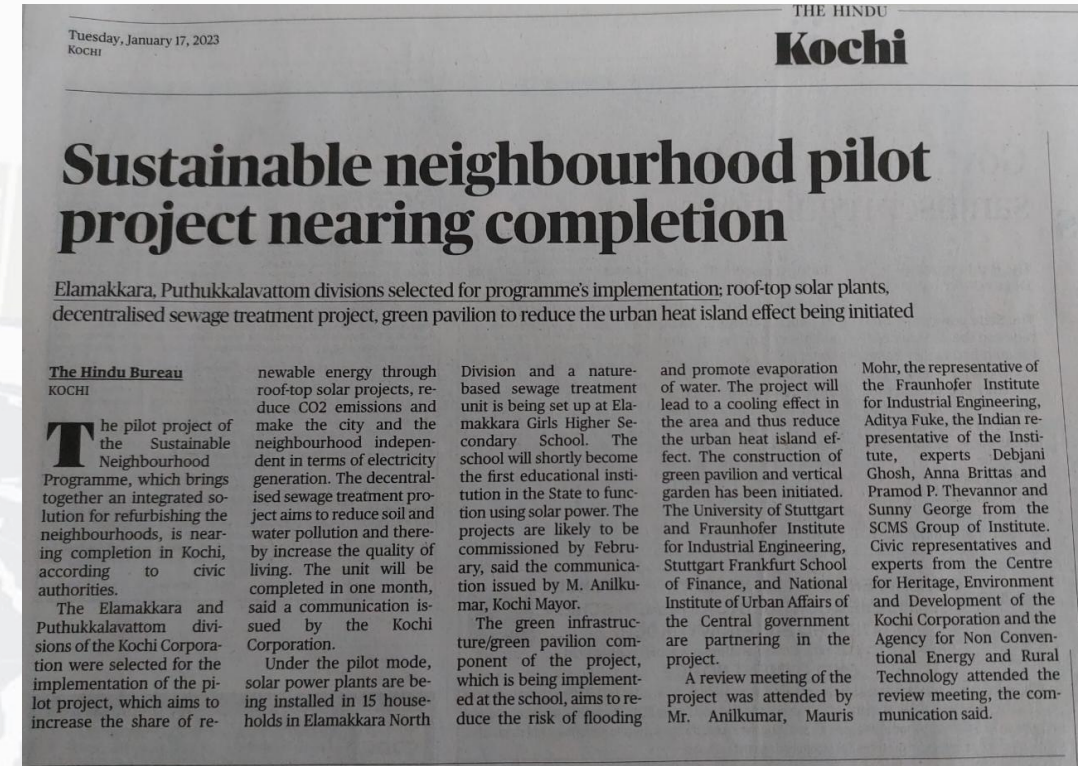 THE HINDU
Tuesday, January 17, 2023
KOCHI
Kochi
Sustainable neighbourhood pilot
project nearing completion
Elamakkara, Puthukkalavattom divisions selected for programme's implementation; roof-top solar plants,
decentralised sewage treatment project, green pavilion to reduce the urban heat island effect being initiated
The Hindu Bureau
KOCHI
The pilot project of
the Sustainable
Neighbourhood
Programme, which brings
together an integrated so-
lution for refurbishing the
neighbourhoods, is near-
ing completion in Kochi,
according to civic
authorities.
The Elamakkara and
Puthukkalavattom divi-
sions of the Kochi Corpora-
tion were selected for the
implementation of the pi-
lot project, which aims to
increase the share of re-
newable energy through
roof-top solar projects, re-
duce CO2 emissions and
make the city and the
neighbourhood indepen-
dent in terms of electricity
generation. The decentral-
ised sewage treatment pro-
ject aims to reduce soil and
water pollution and there-
by increase the quality of
living. The unit will be
completed in one month,
said a communication is-
sued by the Kochi
Corporation.
Under the pilot mode,
solar power plants are be-
ing installed in 15 house-
holds in Elamakkara North
Division and a nature-
based sewage treatment
unit is being set up at Ela-
makkara Girls Higher Se-
condary School. The
school will shortly become
the first educational insti-
tution in the State to func-
tion using solar power. The
projects are likely to be
commissioned by Febru-
ary, said the communica-
tion issued by M. Anilku-
mar, Kochi Mayor.
The green infrastruc-
ture/green pavilion com-
ponent of the project,
which is being implement-
ed at the school, aims to re-
duce the risk of flooding
and promote evaporation
of water. The project will
lead to a cooling effect in
the area and thus reduce
the urban heat island ef-
fect. The construction of
green pavilion and vertical
garden has been initiated.
The University of Stuttgart
and Fraunhofer Institute
for Industrial Engineering,
Stuttgart Frankfurt School
of Finance, and National
Institute of Urban Affairs of
the Central government
are partnering in the
project.
A review meeting of the
project was attended by
Mr. Anilkumar, Mauris
Mohr, the representative of
the Fraunhofer Institute
for Industrial Engineering,
Aditya Fuke, the Indian re-
presentative of the Insti-
tute, experts Debjani
Ghosh, Anna Brittas and
Pramod P. Thevannor and
Sunny George from the
SCMS Group of Institute.
Civic representatives and
experts from the Centre
for Heritage, Environment
and Development of the
Kochi Corporation and the
Agency for Non Conven-
tional Energy and Rural
Technology attended the
review meeting, the com-
munication said.